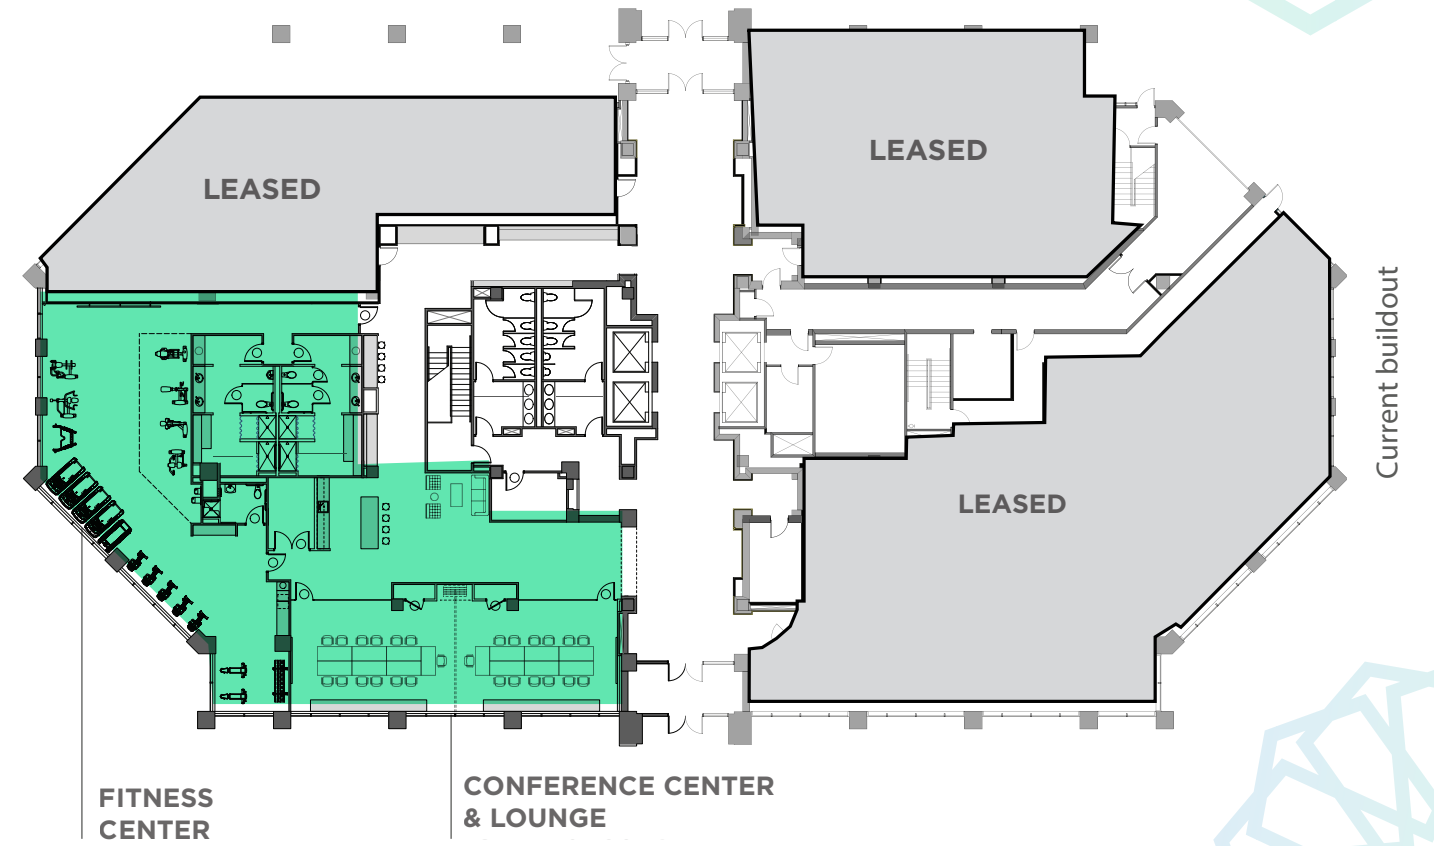 LEASED
LEASED
LEASED
Current buildout
FITNESS
CENTER
CONFERENCE CENTER
& LOUNGE